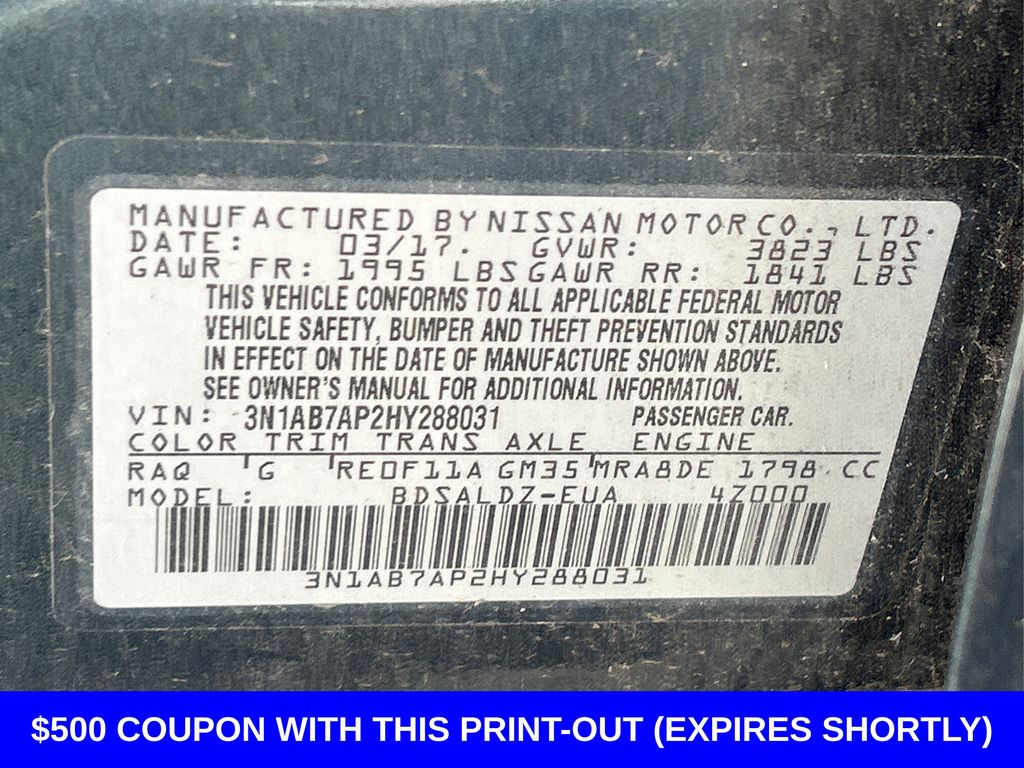 MANUFACTURED BY NISSAN MOTOR CO., LTD.
DATE: 03/17. GVWR: 3823 LBS
GAWR FR: 1995 LBS GAWR RR: 1841 LBS
THIS VEHICLE CONFORMS TO ALL APPLICABLE FEDERAL MOTOR
VEHICLE SAFETY, BUMPER AND THEFT PREVENTION STANDARDS
IN EFFECT ON THE DATE OF MANUFACTURE SHOWN ABOVE.
SEE OWNER'S MANUAL FOR ADDITIONAL INFORMATION.
VIN: 3N1AB7AP2HY288031 PASSENGER CAR.
COLOR TRIM TRANS AXLE ENGINE
RAQ G RE0F11A GM35 MRA8DE 1798 CC
MODEL: BDSALDZ-EUA 4Z000
3N1AB7AP2HY288031
$500 COUPON WITH THIS PRINT-OUT (EXPIRES SHORTLY)